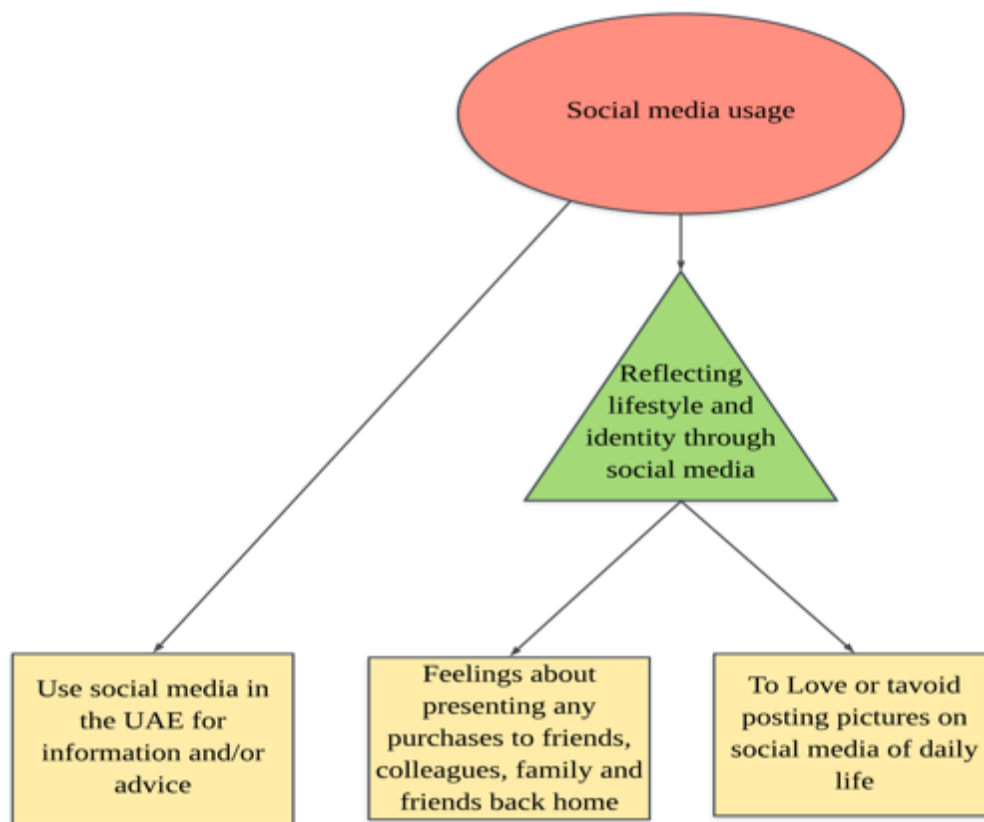 Social media usage
Reflecting
lifestyle and
identity through
social media
Use social media in
the UAE for
information and/or
advice
Feelings about
presenting any
purchases to friends,
colleagues, family and
friends back home
To Love or tavoid
posting pictures on
social media of daily
life